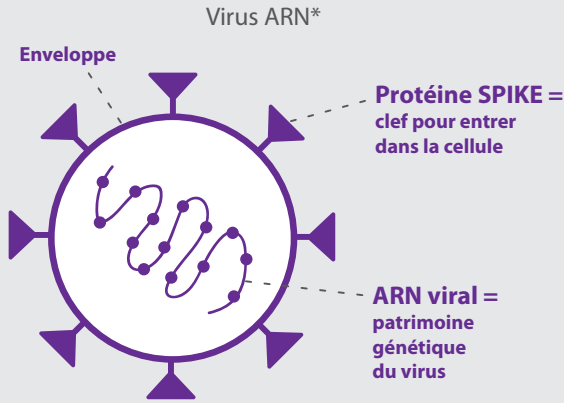 Virus ARN*
Enveloppe
Protéine SPIKE =
clef pour entrer
dans la cellule
ARN viral =
patrimoine
génétique
du virus